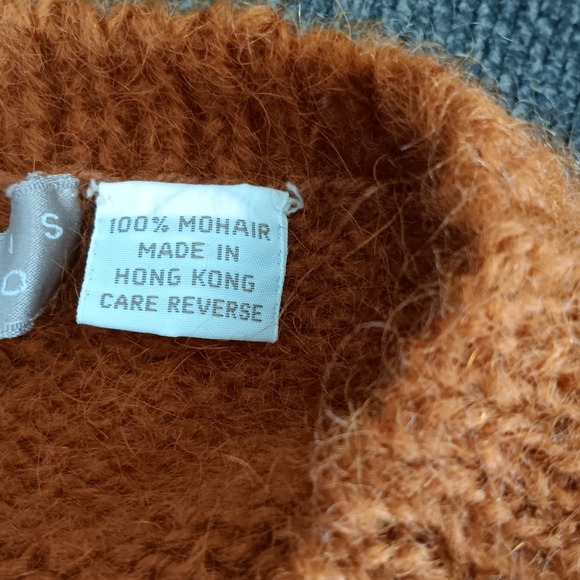 100% MOHAIR
MADE IN
HONG KONG
CARE REVERSE
S
O